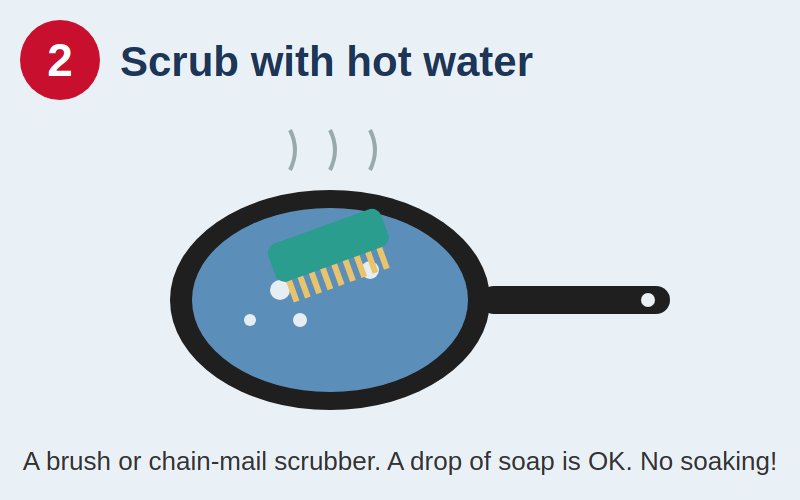 2
Scrub with hot water
A brush or chain-mail scrubber. A drop of soap is OK. No soaking!